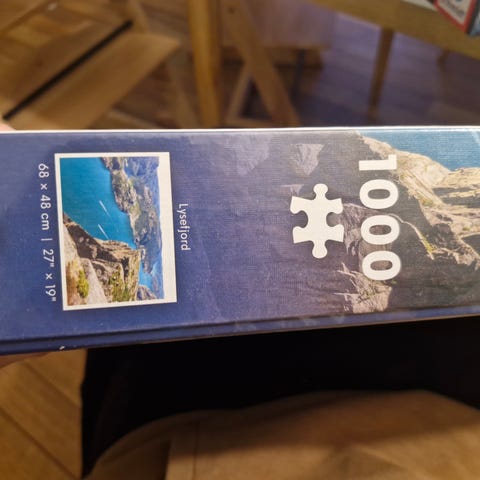 1000
Lysefjord
68 x 48 cm | 27" x 19"